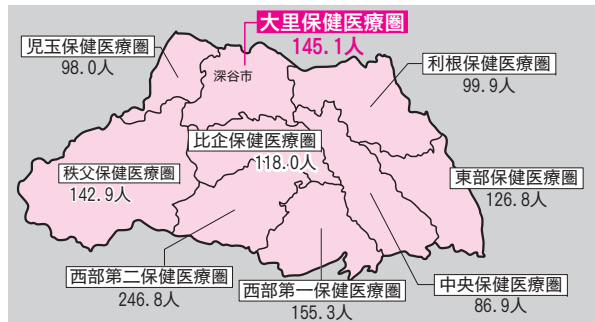 大里保健医療圏
145.1人
児玉保健医療圏
98.0人
深谷市
利根保健医療圏
99.9人
比企保健医療圏
118.0人
秩父保健医療圏
142.9人
東部保健医療圏
126.8人
西部第二保健医療圏
246.8人
西部第一保健医療圏
155.3人
中央保健医療圏
86.9人